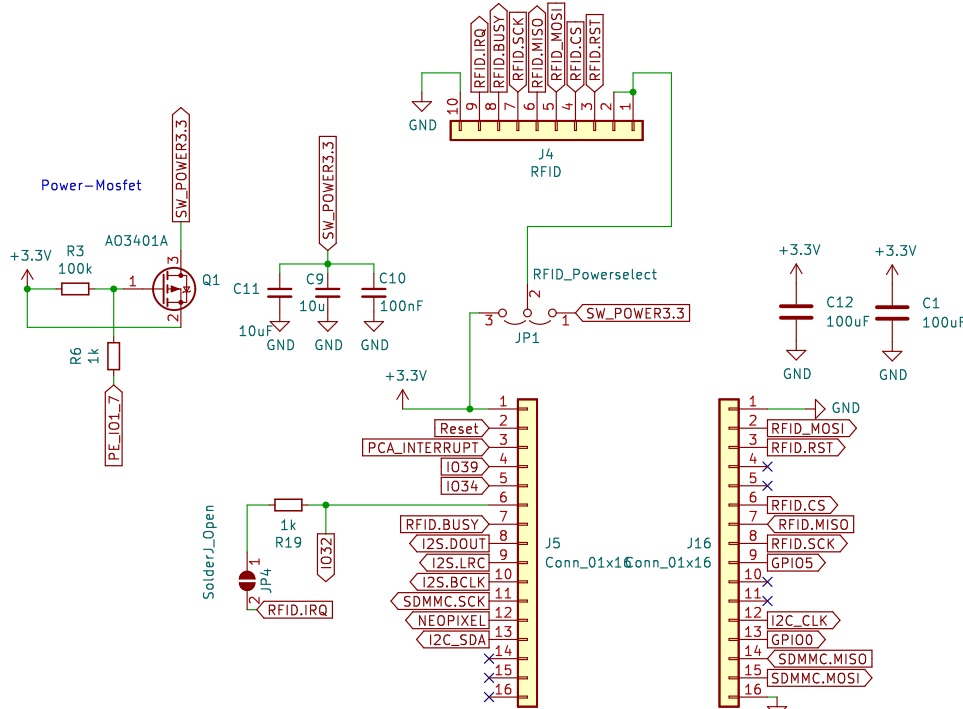 RFID.IRQ
RFID.BUSY
RFID.SCK
RFID.MISO
RFID_MOSI
RFID.CS
RFID.RST
10
9
8
7
6
5
4
3
2
1
GND
J4
RFID
Power-Mosfet
SW_POWER3.3
AO3401A
+3.3V
R3
100k
1
3
2
Q1
R6
1k
PE_IO1_7
SW_POWER3.3
C11
10uF
GND
C9
10u
GND
C10
100nF
GND
RFID_Powerselect
2
3
1
SW_POWER3.3
JP1
+3.3V
C12
100uF
GND
+3.3V
C1
100uF
GND
+3.3V
1
Reset 2
PCA_INTERRUPT 3
IO39 4
IO34 5
6
RFID.BUSY 7
I2S.DOUT 8
I2S.LRC 9
I2S.BCLK 10
SDMMC.SCK 11
NEOPIXEL 12
I2C_SDA 13
14
15
16
J5
Conn_01x16
SolderJ_Open
1k
R19
IO32
1
JP4
2
RFID.IRQ
J16
Conn_01x16
1 GND
2 RFID_MOSI
3 RFID.RST
4
5
6 RFID.CS
7 RFID.MISO
8 RFID.SCK
9 GPIO5
10
11
12 I2C_CLK
13 GPIO0
14 SDMMC.MISO
15 SDMMC.MOSI
16